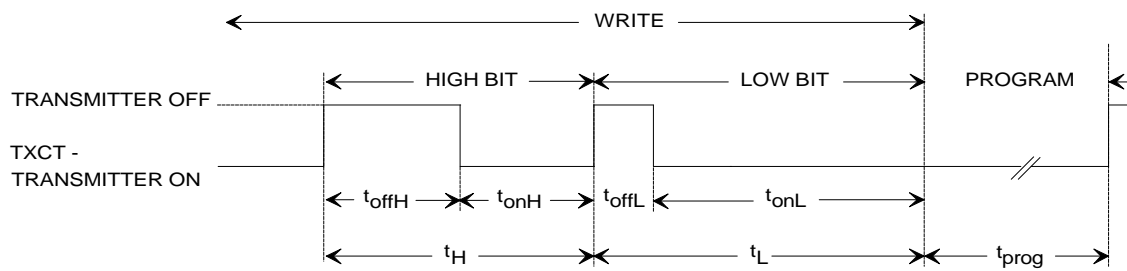 WRITE
HIGH BIT LOW BIT PROGRAM
TRANSMITTER OFF
TXCT -
TRANSMITTER ON
toffH tonH toffL tonL
tH tL tprog